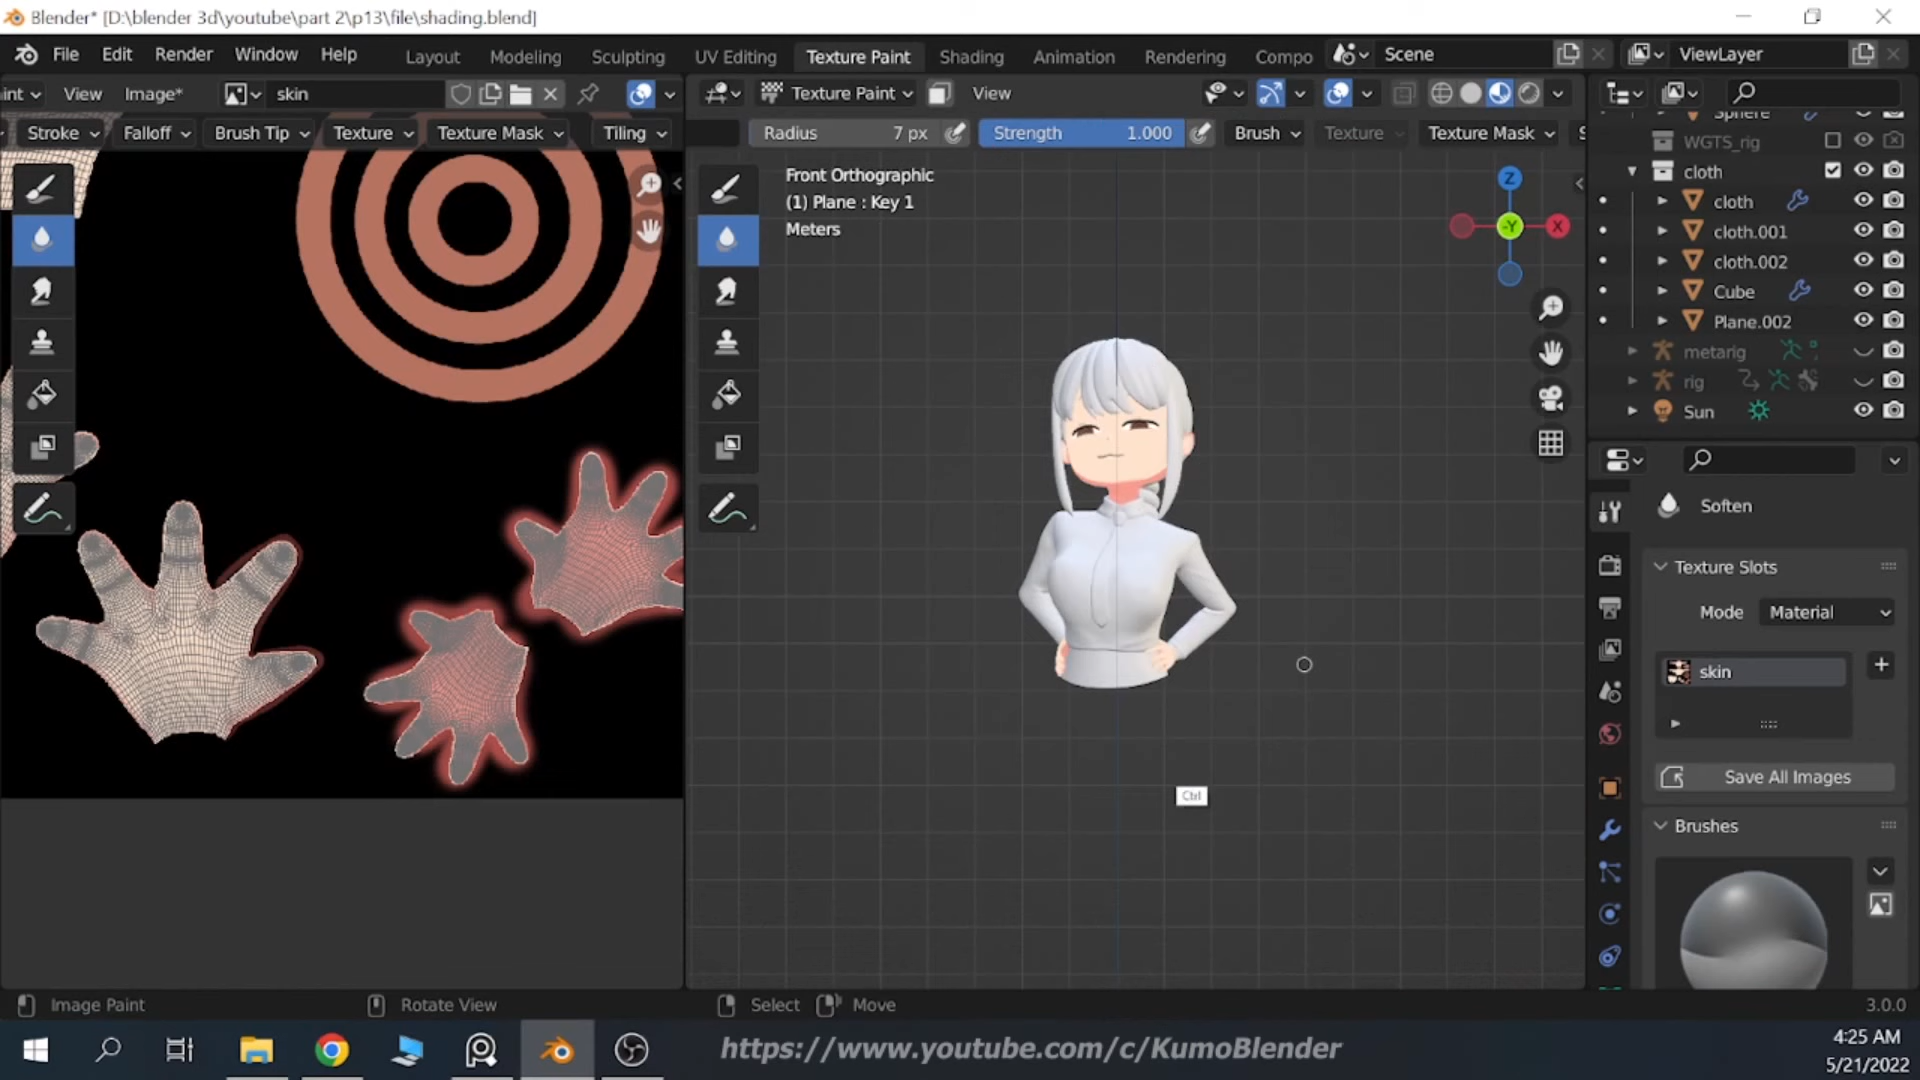 Blender* [D:\blender 3d\youtube\part 2\p13\file\shading.blend]
File Edit Render Window Help Layout Modeling Sculpting UV Editing Texture Paint Shading Animation Rendering Compo Scene ViewLayer
int View Image* skin Texture Paint View
Stroke Falloff Brush Tip Texture Texture Mask Tiling Radius 7 px Strength 1.000 Brush Texture Texture Mask S
Front Orthographic
(1) Plane : Key 1
Meters
Z
-Y
X
Sphere
WGTS_rig
cloth
cloth
cloth.001
cloth.002
Cube
Plane.002
metarig
rig
Sun
Soften
Texture Slots
Mode Material
skin
Save All Images
Brushes
Ctrl
Image Paint Rotate View Select Move 3.0.0
https://www.youtube.com/c/KumoBlender
4:25 AM
5/21/2022